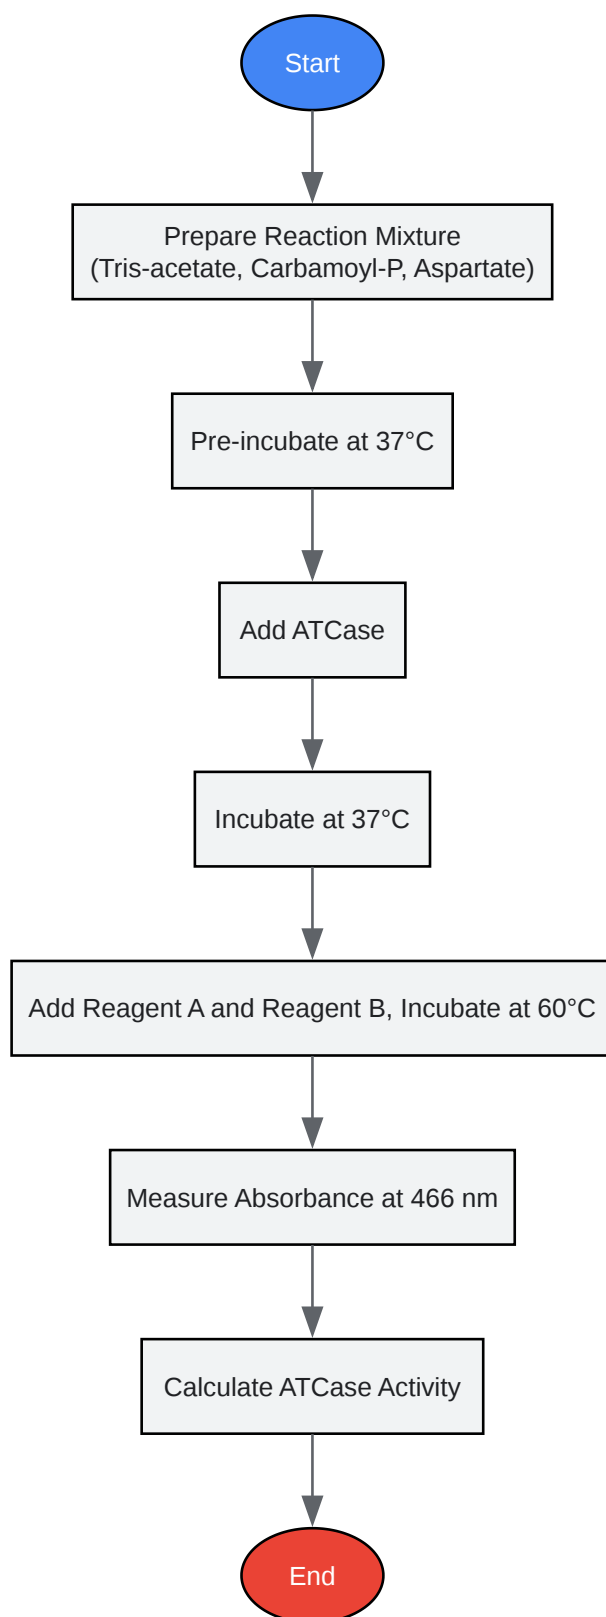 Start
Prepare Reaction Mixture
(Tris-acetate, Carbamoyl-P, Aspartate)
Pre-incubate at 37°C
Add ATCase
Incubate at 37°C
Add Reagent A and Reagent B, Incubate at 60°C
Measure Absorbance at 466 nm
Calculate ATCase Activity
End